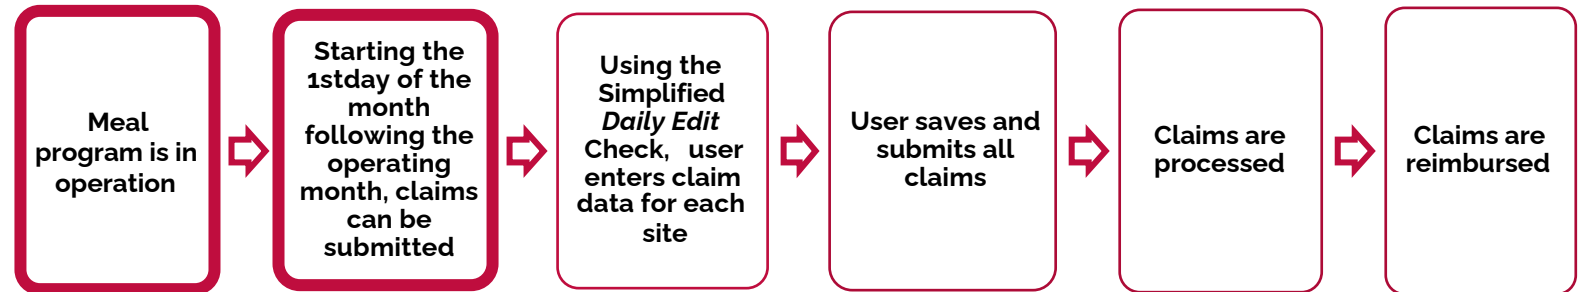 Meal
program is in
operation
Starting the
1stday of the
month
following the
operating
month, claims
can be
submitted
Using the
Simplified
Daily Edit
Check, user
enters claim
data for each
site
User saves and
submits all
claims
Claims are
processed
Claims are
reimbursed